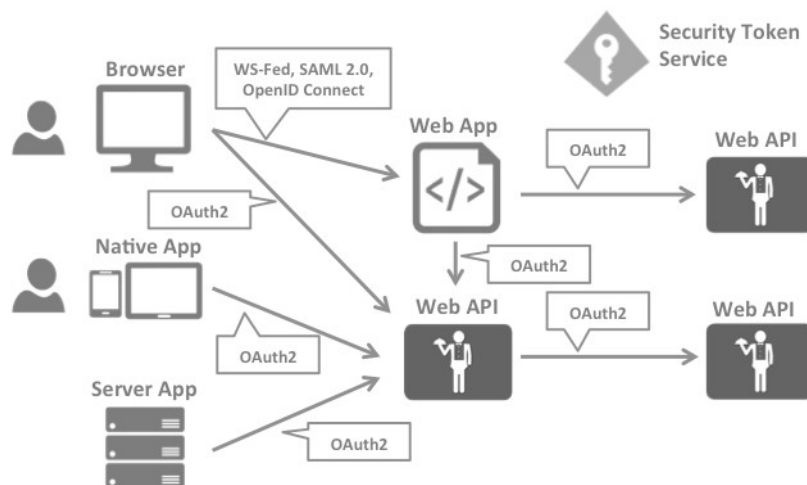 Security Token
Service
Browser
WS-Fed, SAML 2.0,
OpenID Connect
Web App
Web API
OAuth2
OAuth2
Native App
OAuth2
Web API
OAuth2
Web API
OAuth2
Server App
OAuth2